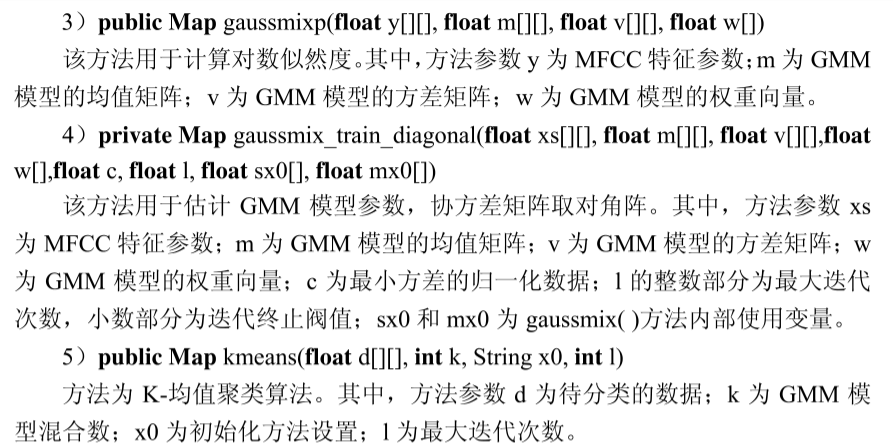 3）public Map gaussmixp(float y[][], float m[][], float v[][], float w[])
该方法用于计算对数似然度。其中，方法参数 y 为 MFCC 特征参数；m 为 GMM
模型的均值矩阵；v 为 GMM 模型的方差矩阵；w 为 GMM 模型的权重向量。
4）private Map gaussmix_train_diagonal(float xs[][], float m[][], float v[][],float
w[],float c, float l, float sx0[], float mx0[])
该方法用于估计 GMM 模型参数，协方差矩阵取对角阵。其中，方法参数 xs
为 MFCC 特征参数；m 为 GMM 模型的均值矩阵；v 为 GMM 模型的方差矩阵；w
为 GMM 模型的权重向量；c 为最小方差的归一化数据；l 的整数部分为最大迭代
次数，小数部分为迭代终止阀值；sx0 和 mx0 为 gaussmix( )方法内部使用变量。
5）public Map kmeans(float d[][], int k, String x0, int l)
方法为 K-均值聚类算法。其中，方法参数 d 为待分类的数据；k 为 GMM 模
型混合数；x0 为初始化方法设置；l 为最大迭代次数。